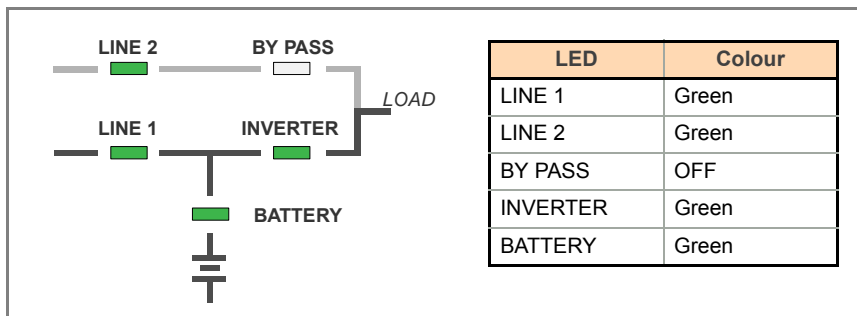 LINE 2 BY PASS
LOAD
LINE 1 INVERTER
BATTERY
LED Colour
LINE 1 Green
LINE 2 Green
BY PASS OFF
INVERTER Green
BATTERY Green